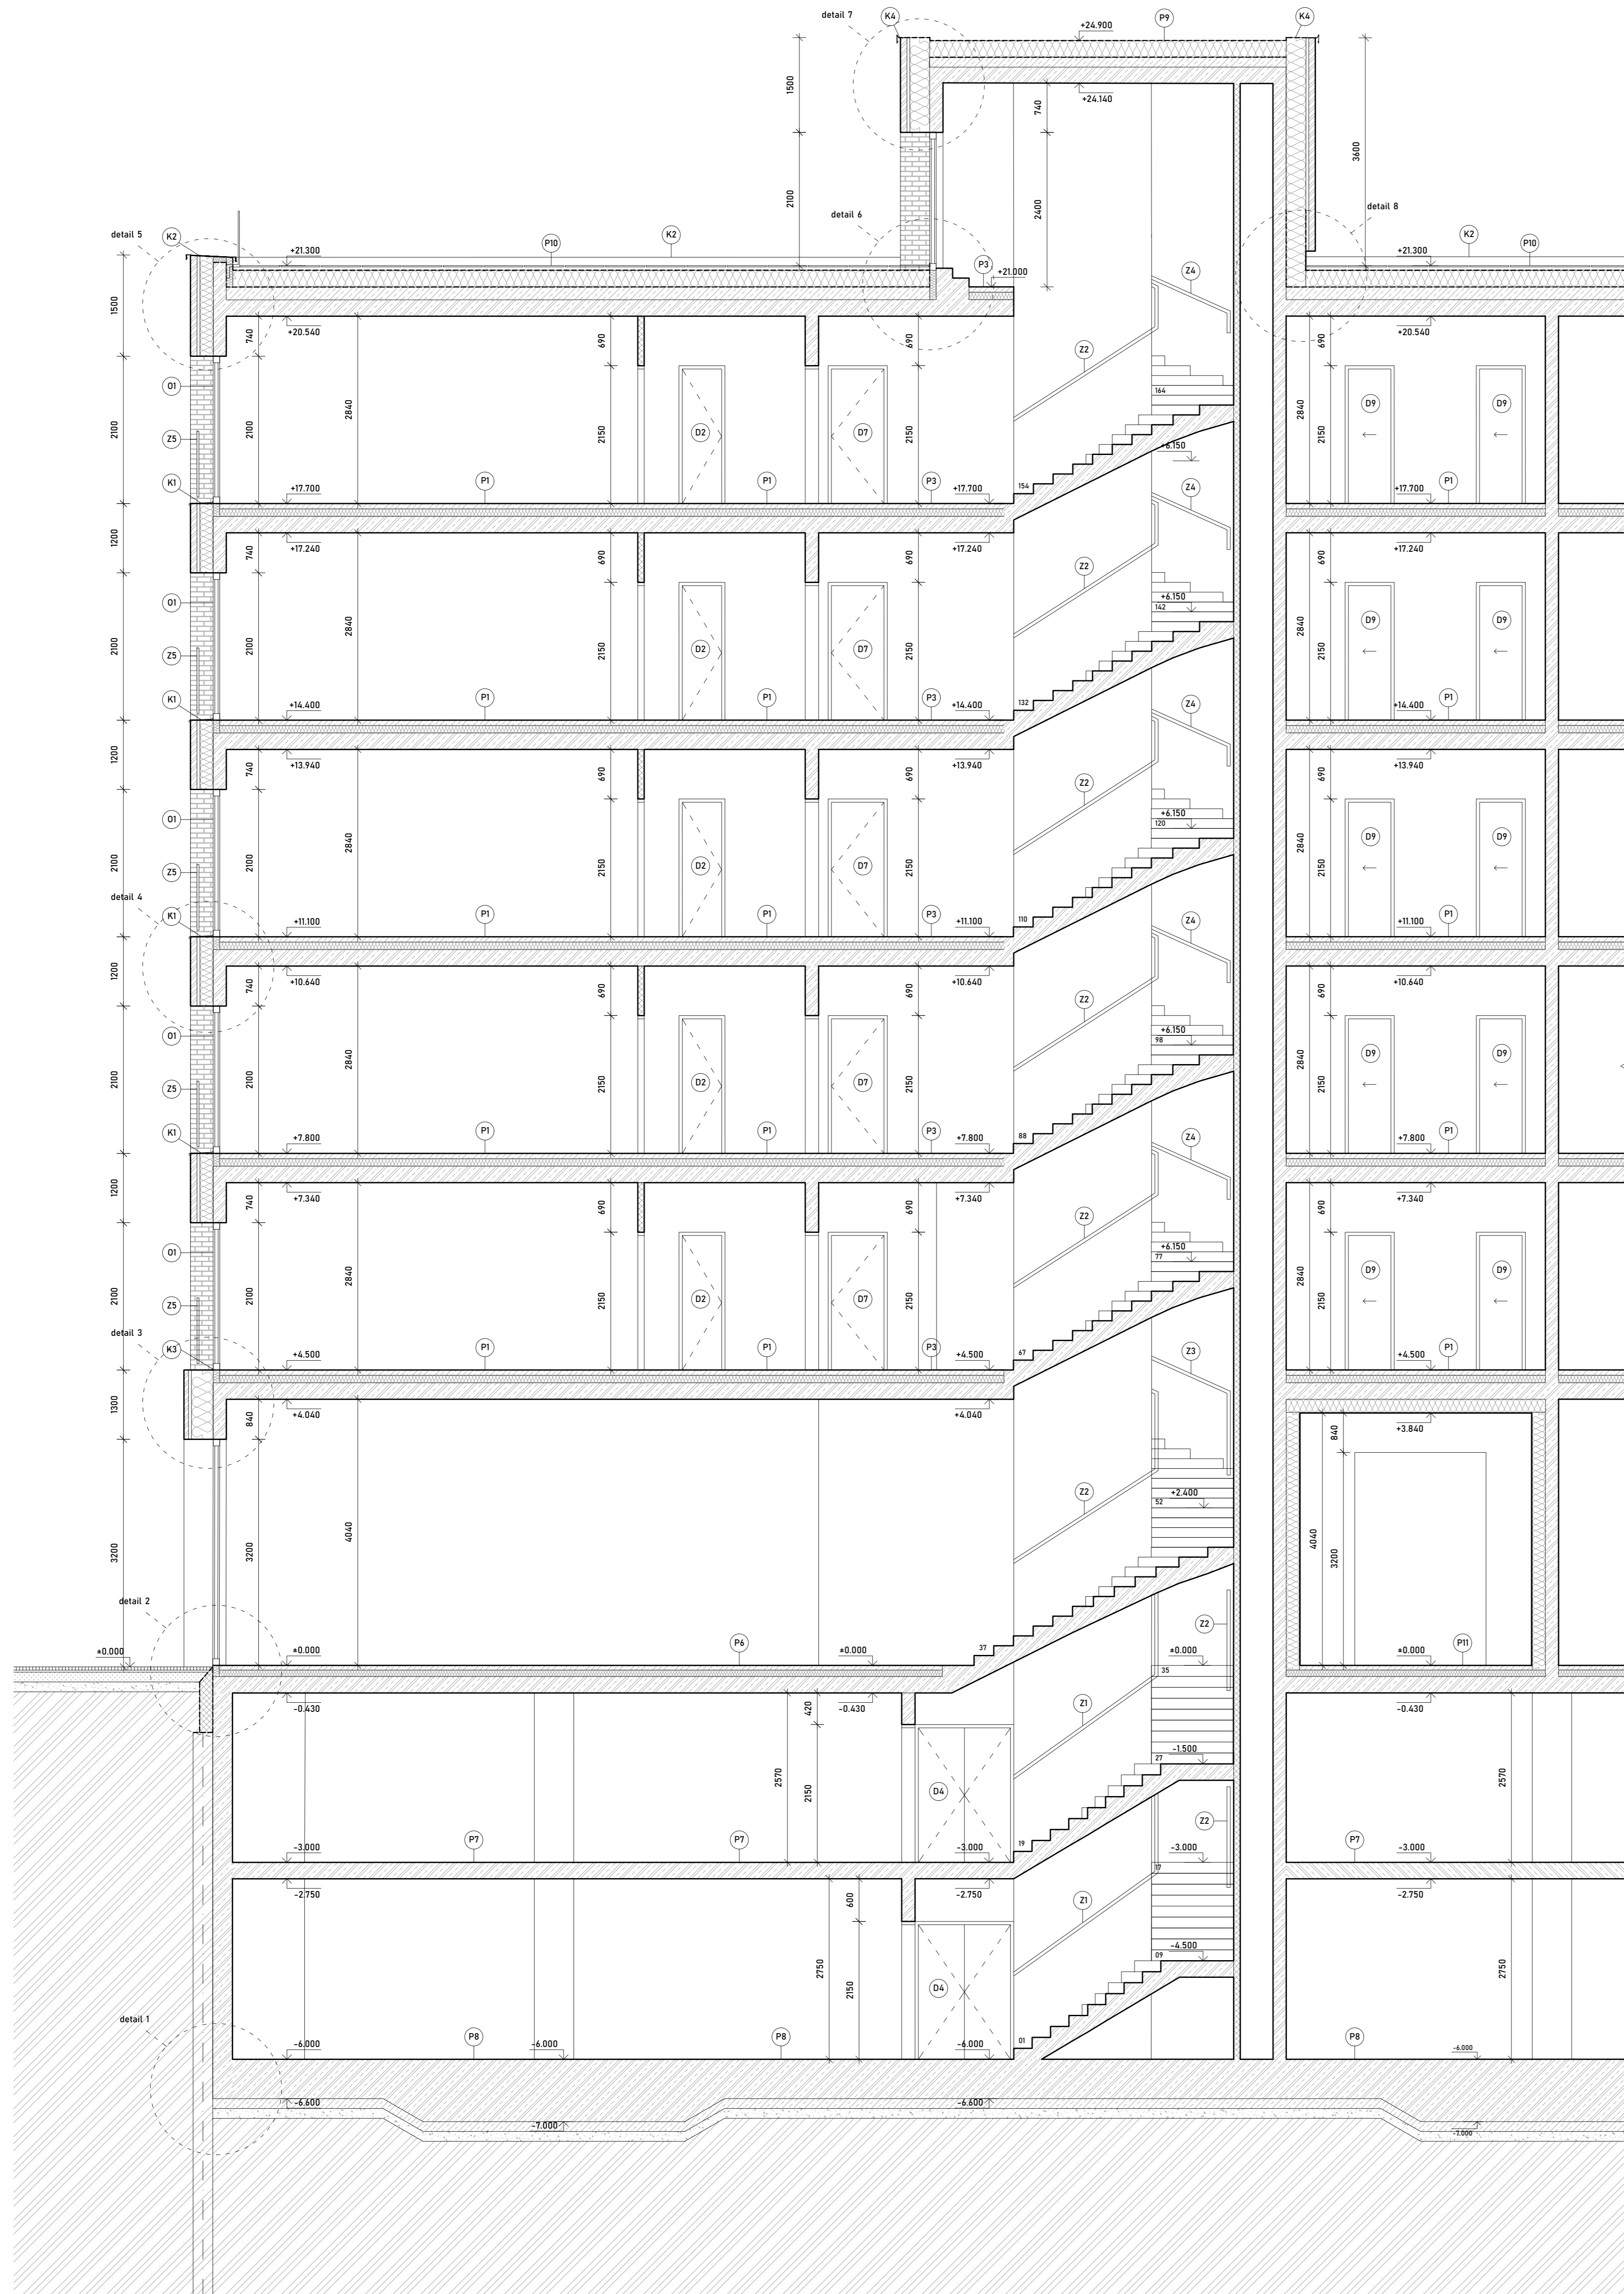 detail 7
K4
+24.900
P9
K4
1500
+24.140
740
3600
2100
2400
detail 6
detail 8
detail 5
K2
+21.300
P10
K2
P3
+21.000
K2
+21.300
P10
Z4
1500
740
+20.540
690
690
+20.540
690
Z2
O1
2840
2100
2100
2150
D2
D7
2150
164
2840
2150
D9
D9
Z5
+6.150
K1
+17.700
P1
P1
P3
+17.700
154
Z4
+17.700
P1
1200
740
+17.240
690
690
+17.240
+17.240
690
Z2
O1
2840
2100
2100
2150
D2
D7
2150
+6.150
142
2840
2150
D9
D9
Z5
K1
+14.400
P1
P1
P3
+14.400
132
Z4
+14.400
P1
1200
740
+13.940
690
690
+13.940
+13.940
690
Z2
O1
2840
2100
2100
2150
D2
D7
2150
+6.150
120
2840
2150
D9
D9
Z5
detail 4
K1
+11.100
P1
P1
P3
+11.100
110
Z4
+11.100
P1
1200
740
+10.640
690
690
+10.640
+10.640
690
Z2
O1
2840
2100
2100
2150
D2
D7
2150
+6.150
98
2840
2150
D9
D9
Z5
K1
+7.800
P1
P1
P3
+7.800
88
Z4
+7.800
P1
1200
740
+7.340
690
690
+7.340
+7.340
690
Z2
O1
2840
2100
2100
2150
D2
D7
2150
+6.150
77
2840
2150
D9
D9
Z5
detail 3
K3
+4.500
P1
P1
P3
+4.500
67
Z3
+4.500
P1
1300
840
+4.040
+4.040
+3.840
840
Z2
+2.400
52
3200
3200
4040
4040
3200
detail 2
±0.000
±0.000
P6
±0.000
37
Z2
±0.000
35
±0.000
P11
-0.430
420
-0.430
Z1
-0.430
2570
2150
D4
27
-1.500
2570
Z2
-3.000
P7
P7
-3.000
19
-3.000
17
P7
-3.000
-2.750
600
-2.750
Z1
-2.750
2750
2150
D4
09
-4.500
2750
detail 1
-6.000
P8
-6.000
P8
-6.000
01
P8
-6.000
-6.600
-7.000
-6.600
-7.000